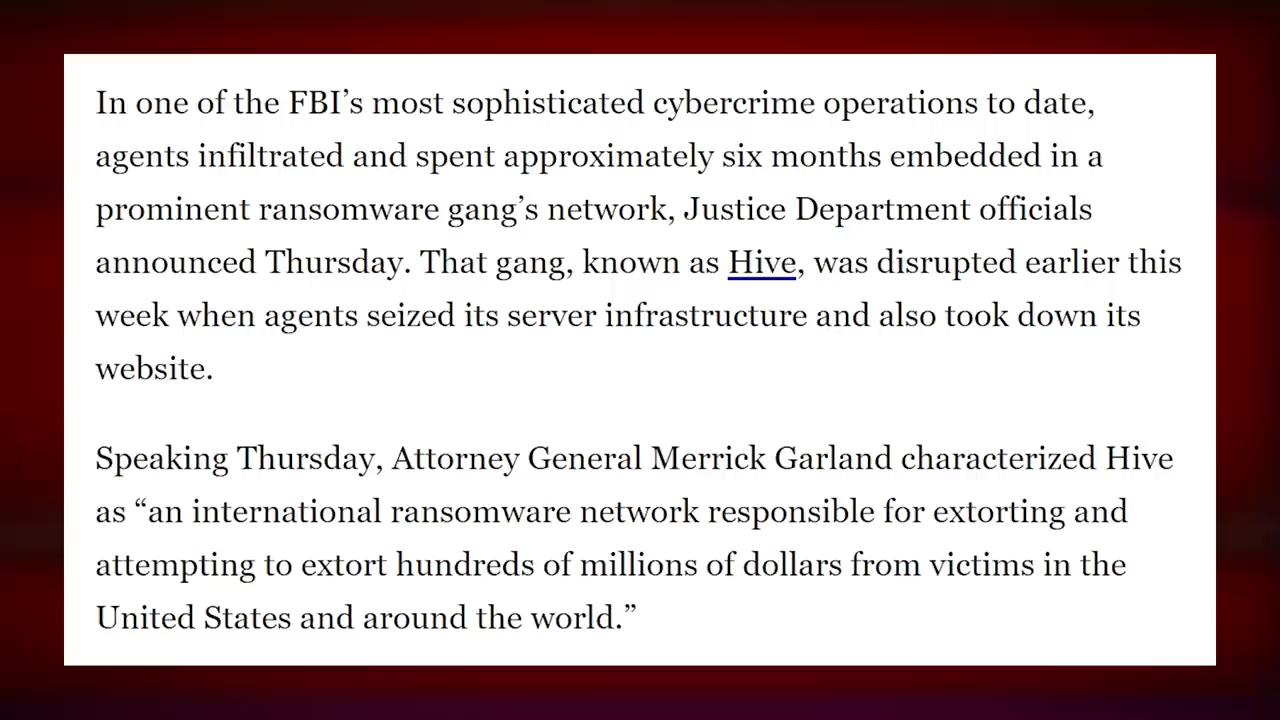 In one of the FBI’s most sophisticated cybercrime operations to date,
agents infiltrated and spent approximately six months embedded in a
prominent ransomware gang’s network, Justice Department officials
announced Thursday. That gang, known as Hive, was disrupted earlier this
week when agents seized its server infrastructure and also took down its
website.
Speaking Thursday, Attorney General Merrick Garland characterized Hive
as “an international ransomware network responsible for extorting and
attempting to extort hundreds of millions of dollars from victims in the
United States and around the world.”